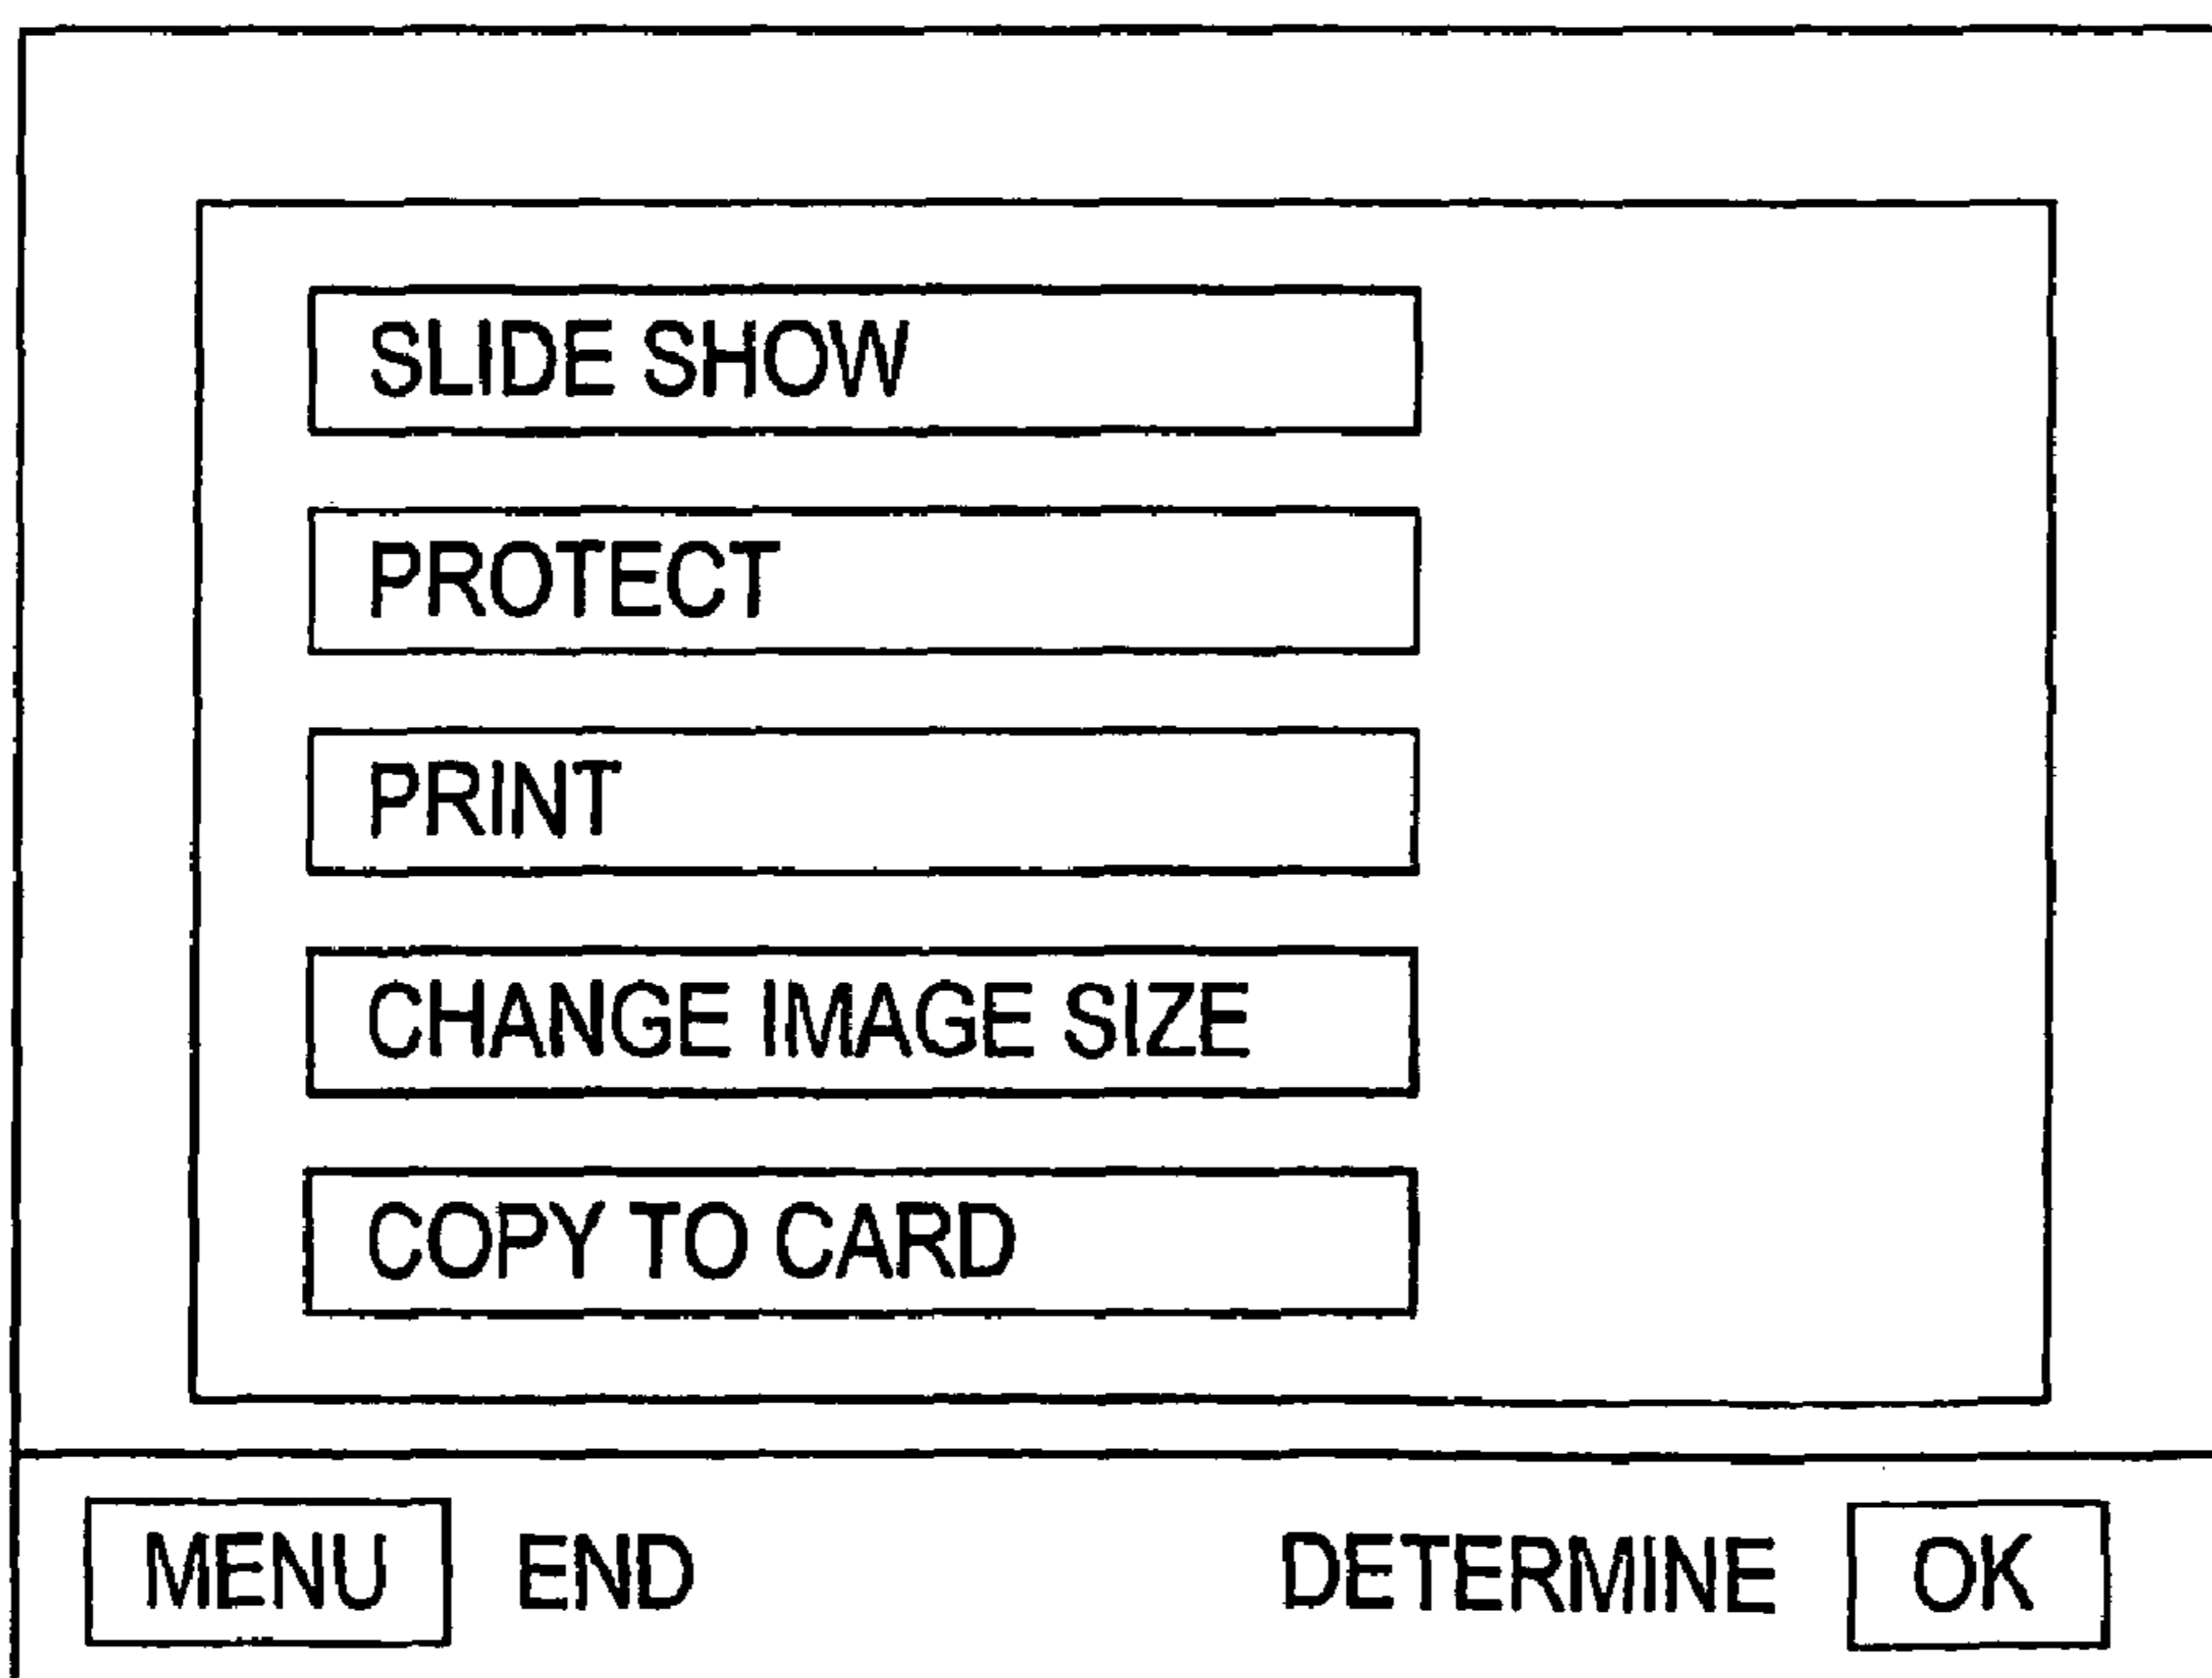 SLIDE SHOW
PROTECT
PRINT
CHANGE IMAGE SIZE
COPY TO CARD
MENU END DETERMINE OK